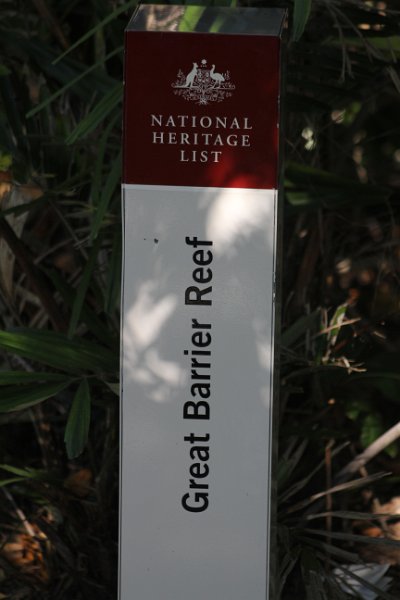 NATIONAL
HERITAGE
LIST
Great Barrier Reef